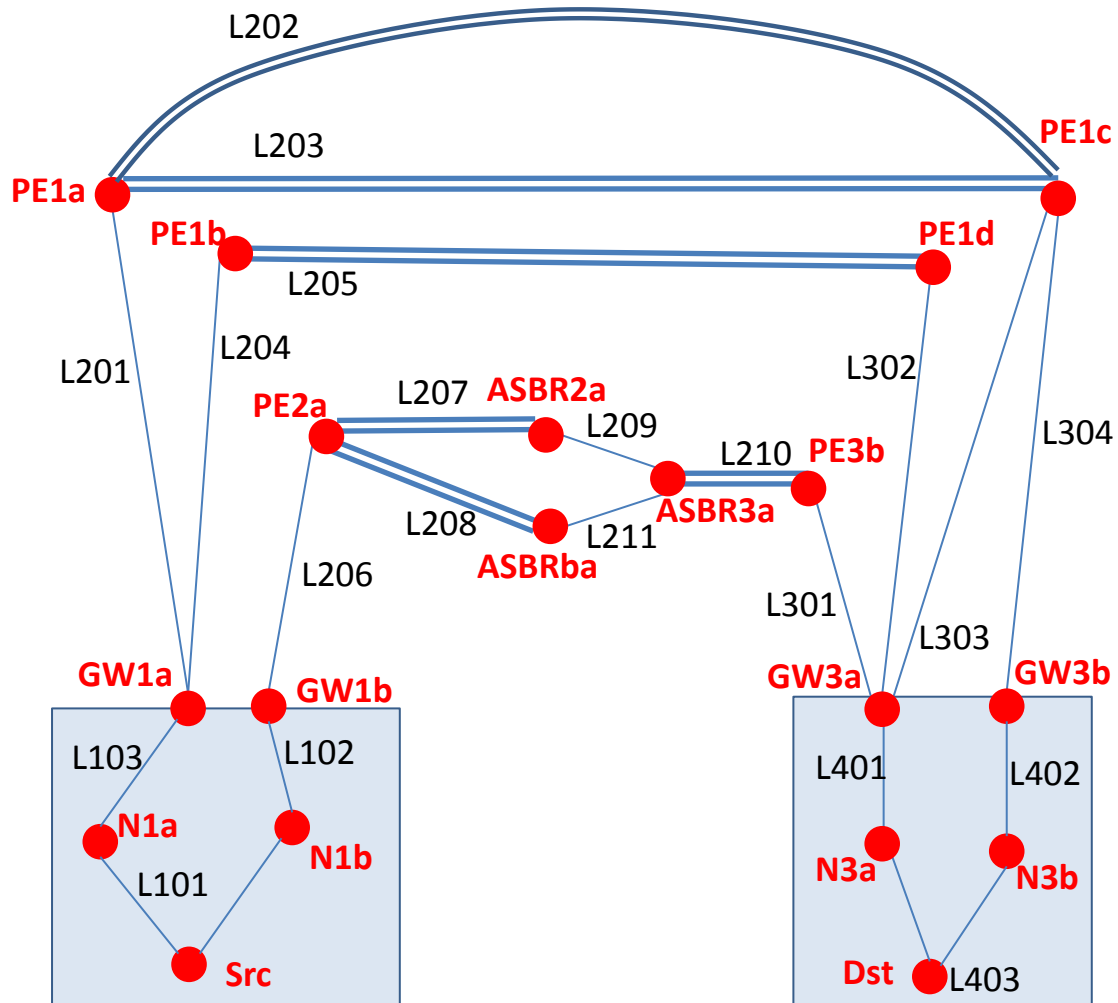 L202
PE1c
L203
PE1a
PE1b
PE1d
L205
L204
L201
L302
L207
ASBR2a
PE2a
L209
PE3b
L304
L210
L208
L211
ASBR3a
ASBRba
L206
L301
L303
GW1a
GW1b
GW3a
GW3b
L103
L102
L401
L402
N1a
N1b
N3a
N3b
L101
Src
Dst
L403